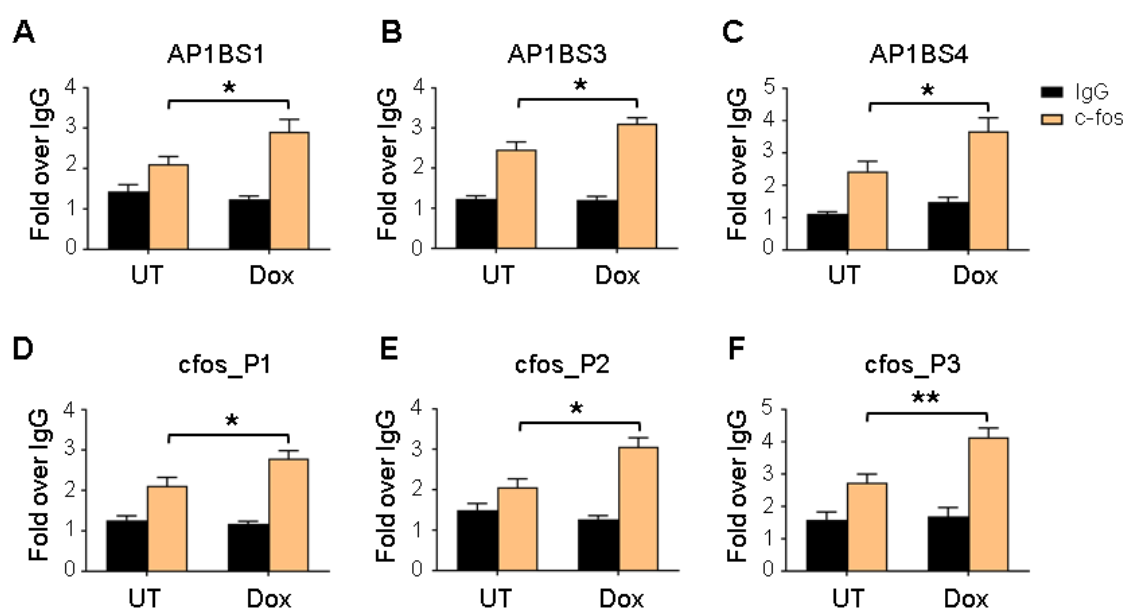 A
AP1BS1
Fold over IgG
4
3
2
1
0
*
UT Dox
B
AP1BS3
Fold over IgG
4
3
2
1
0
*
UT Dox
C
AP1BS4
Fold over IgG
5
4
3
2
1
0
*
UT Dox
IgG
c-fos
D
cfos_P1
Fold over IgG
4
3
2
1
0
*
UT Dox
E
cfos_P2
Fold over IgG
4
3
2
1
0
*
UT Dox
F
cfos_P3
Fold over IgG
5
4
3
2
1
0
**
UT Dox